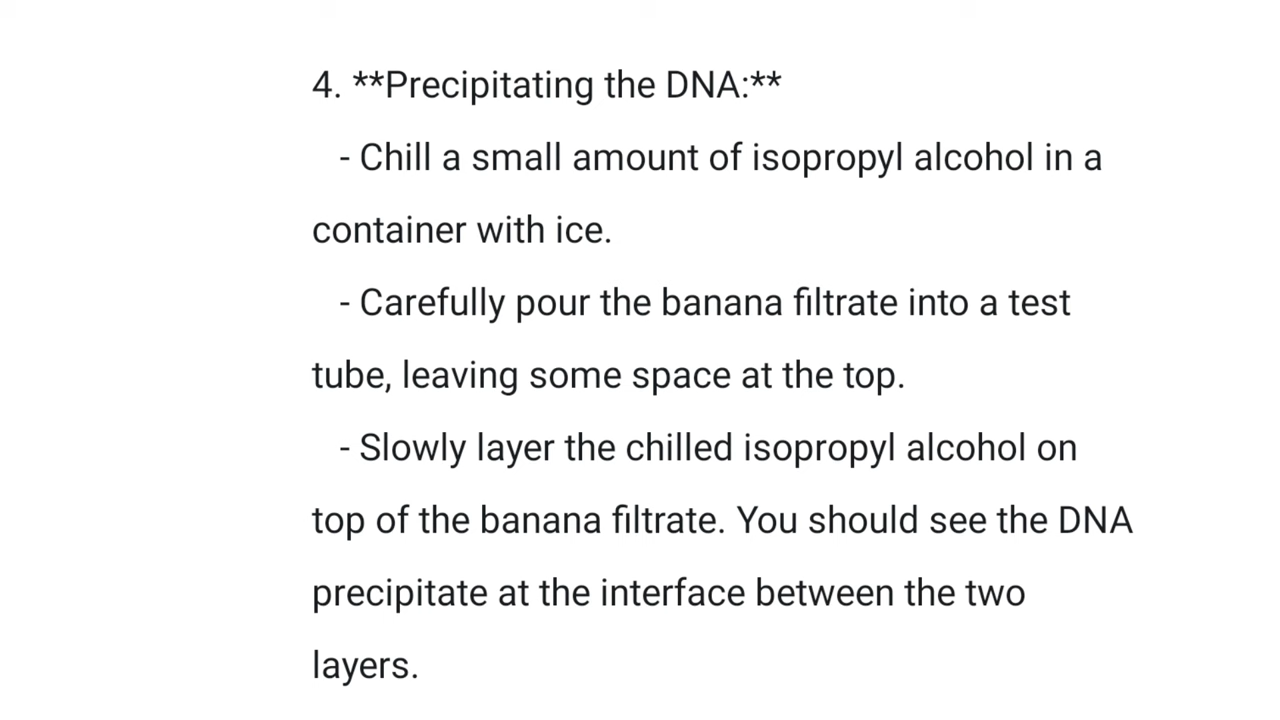 4. **Precipitating the DNA:**
- Chill a small amount of isopropyl alcohol in a
container with ice.
- Carefully pour the banana filtrate into a test
tube, leaving some space at the top.
- Slowly layer the chilled isopropyl alcohol on
top of the banana filtrate. You should see the DNA
precipitate at the interface between the two
layers.